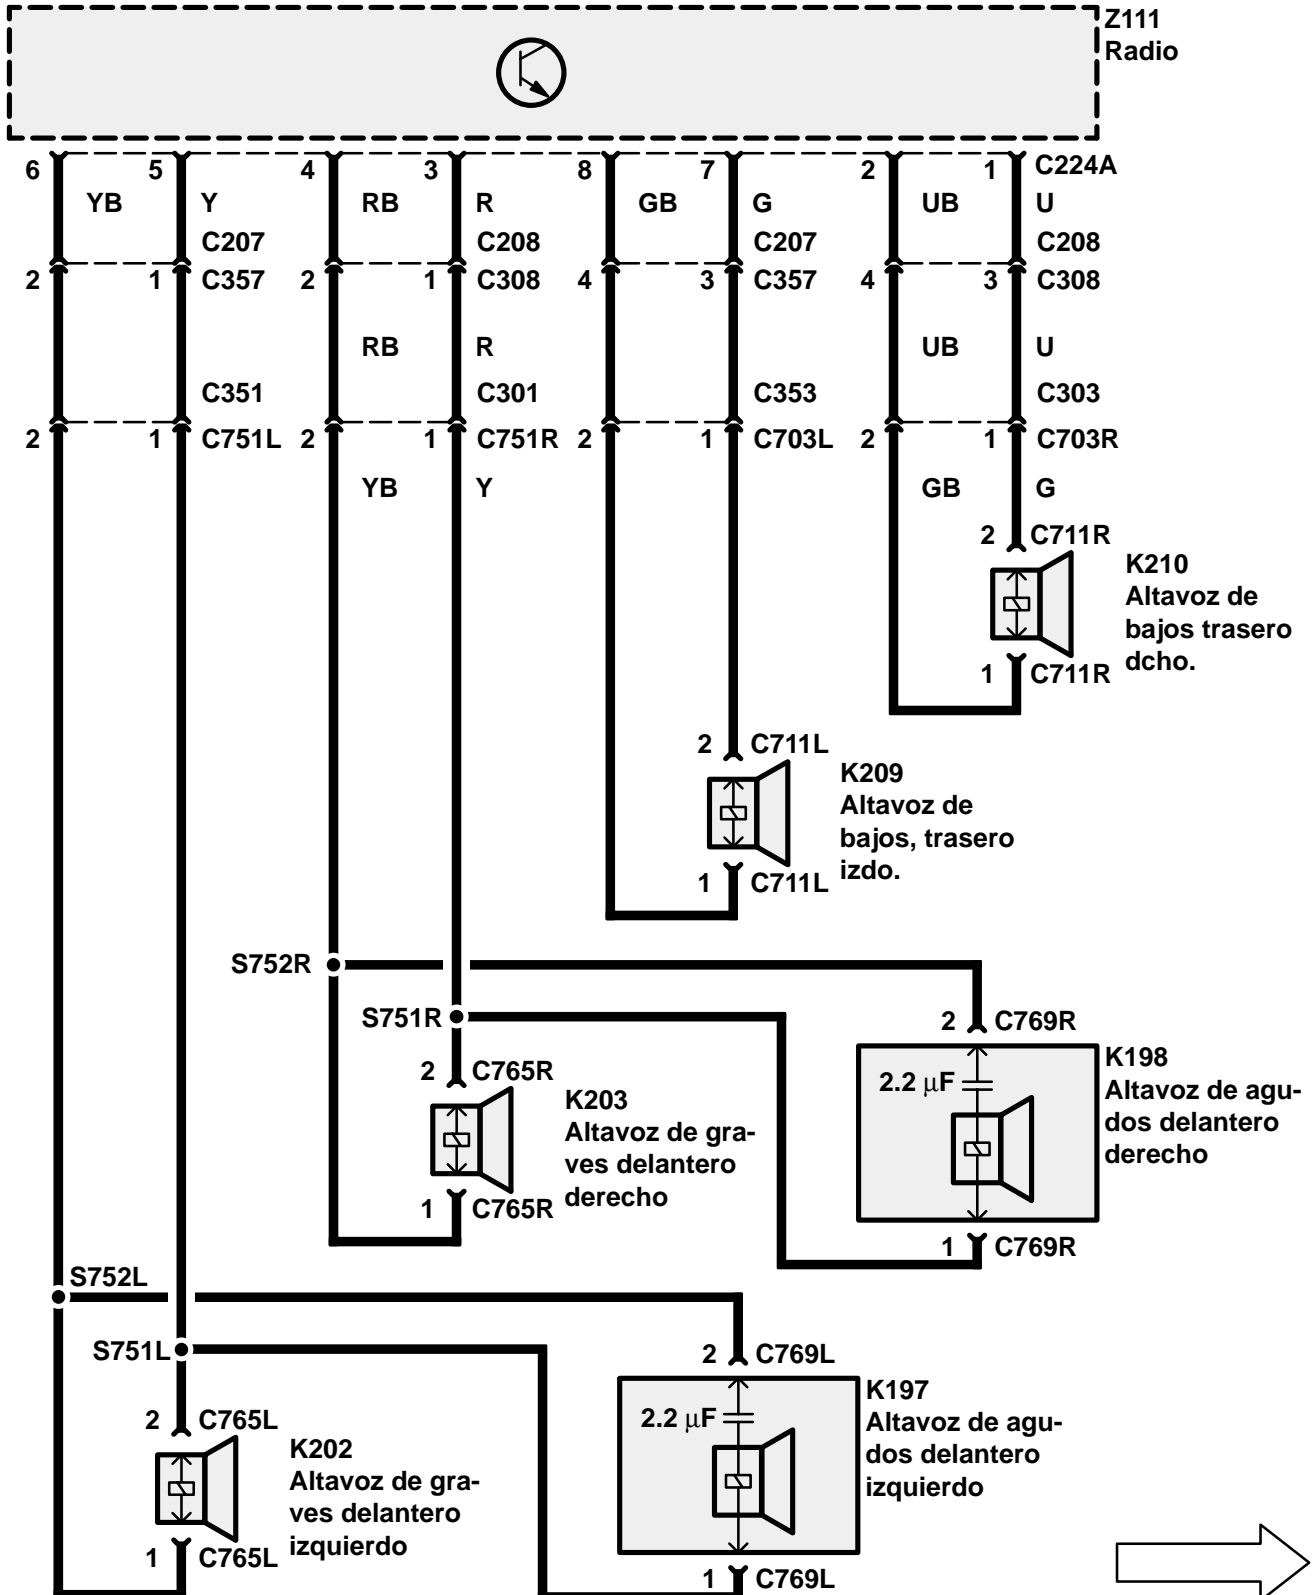 Z111
Radio
6 5 4 3 8 7 2 1 C224A
YB Y RB R GB G UB U
C207 C208 C207 C208
2 1 C357 2 1 C308 4 3 C357 4 3 C308
RB R UB U
C351 C301 C353 C303
2 1 C751L 2 1 C751R 2 1 C703L 2 1 C703R
YB Y GB G
2 C711R
K210
Altavoz de
bajos trasero
dcho.
1 C711R
2 C711L
K209
Altavoz de
bajos, trasero
izdo.
1 C711L
S752R
S751R
2 C769R
K198
Altavoz de agu-
dos delantero
derecho
2.2 µF
1 C769R
2 C765R
K203
Altavoz de gra-
ves delantero
derecho
1 C765R
S752L
S751L
2 C769L
K197
Altavoz de agu-
dos delantero
izquierdo
2.2 µF
1 C769L
2 C765L
K202
Altavoz de gra-
ves delantero
izquierdo
1 C765L